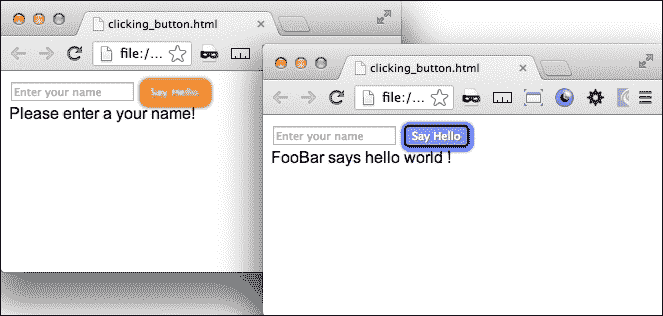 clicking_button.html
file:/...
Enter your name
Say Hello
Please enter a your name!
clicking_button.html
file:/...
Enter your name
Say Hello
FooBar says hello world !